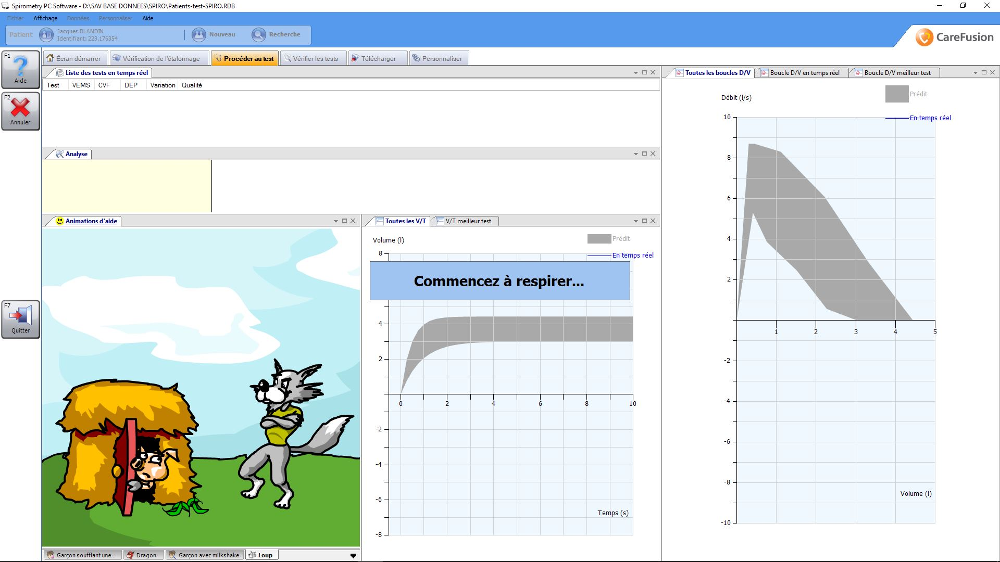 Spirometry PC Software - D:\SAV BASE DONNEES\SPIRO\Patients-test-SPIRO.RDB
Fichier Affichage Données Personnaliser Aide
Patient
Jacques BLANDIN
Identifiant: 223.176354
Nouveau
Recherche
CareFusion
F1
Aide
F2
Annuler
F7
Quitter
Écran démarrer
Vérification de l'étalonnage
Procéder au test
Vérifier les tests
Télécharger
Personnaliser
Liste des tests en temps réel
Test VEMS CVF DEP Variation Qualité
Analyse
Animations d'aide
Garçon soufflant une...
Dragon
Garçon avec milkshake
Loup
Toutes les V/T
V/T meilleur test
Volume (l)
Prédit
En temps réel
Commencez à respirer...
8
4
2
0 2 4 6 8 10
-2
-4
-6
Temps (s)
-8
Toutes les boucles D/V
Boucle D/V en temps réel
Boucle D/V meilleur test
Débit (l/s)
Prédit
En temps réel
10
8
6
4
2
1 2 3 4 5
-2
-4
-6
-8
Volume (l)
-10